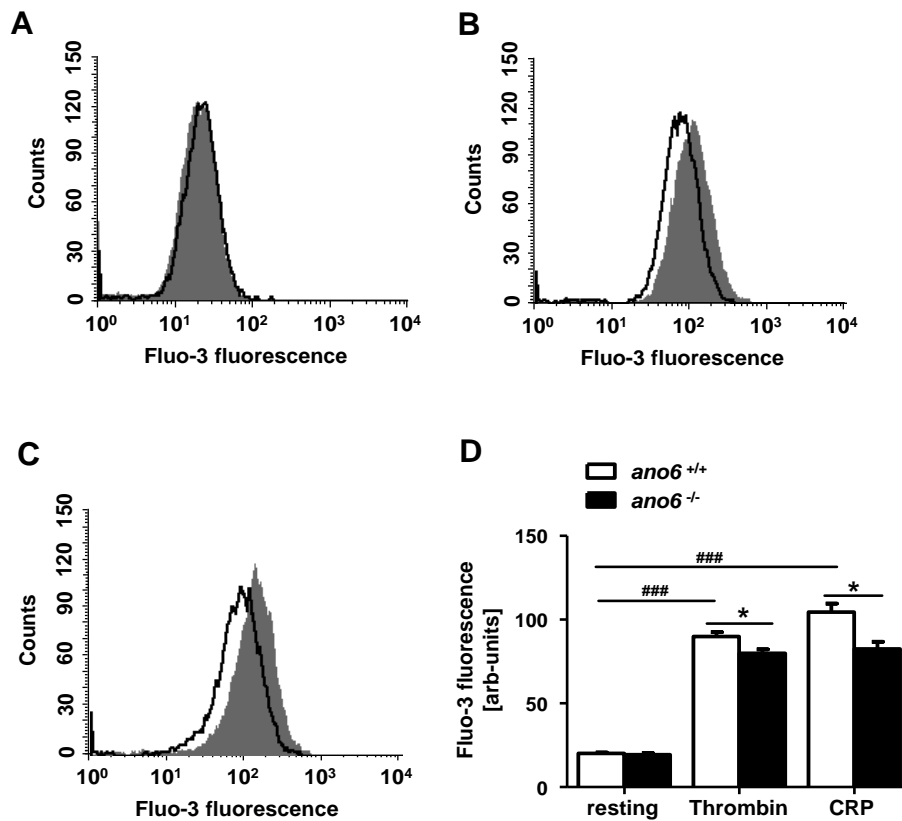 A
Counts
0 30 60 90 120 150
10⁰ 10¹ 10² 10³ 10⁴
Fluo-3 fluorescence
B
Counts
0 30 60 90 120 150
10⁰ 10¹ 10² 10³ 10⁴
Fluo-3 fluorescence
C
Counts
0 30 60 90 120 150
10⁰ 10¹ 10² 10³ 10⁴
Fluo-3 fluorescence
D
ano6 +/+
ano6 -/-
Fluo-3 fluorescence
[arb-units]
150
100
50
0
###
###
*
*
resting Thrombin CRP